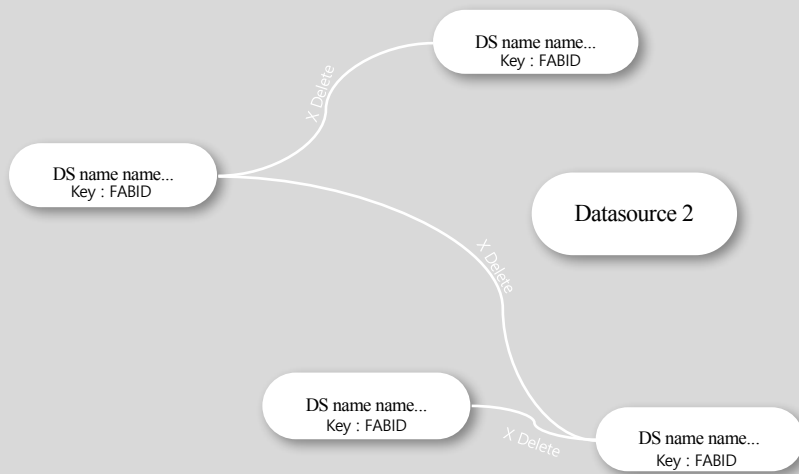 DS name name...
Key : FABID
X Delete
DS name name...
Key : FABID
Datasource 2
X Delete
DS name name...
Key : FABID
X Delete
DS name name...
Key : FABID